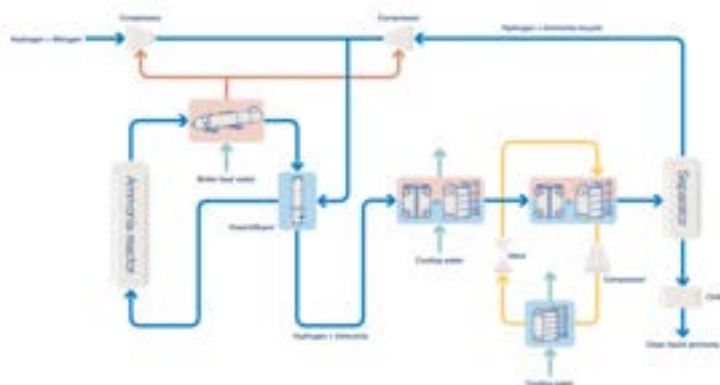 Compressor
Compressor
Hydrogen + Nitrogen
Hydrogen + Ammonia recycle
Boiler feed water
Ammonia reactor
Separator
Cooling water
Valve
Compressor
Hydrogen + Ammonia
Clean liquid ammonia
Cooling water